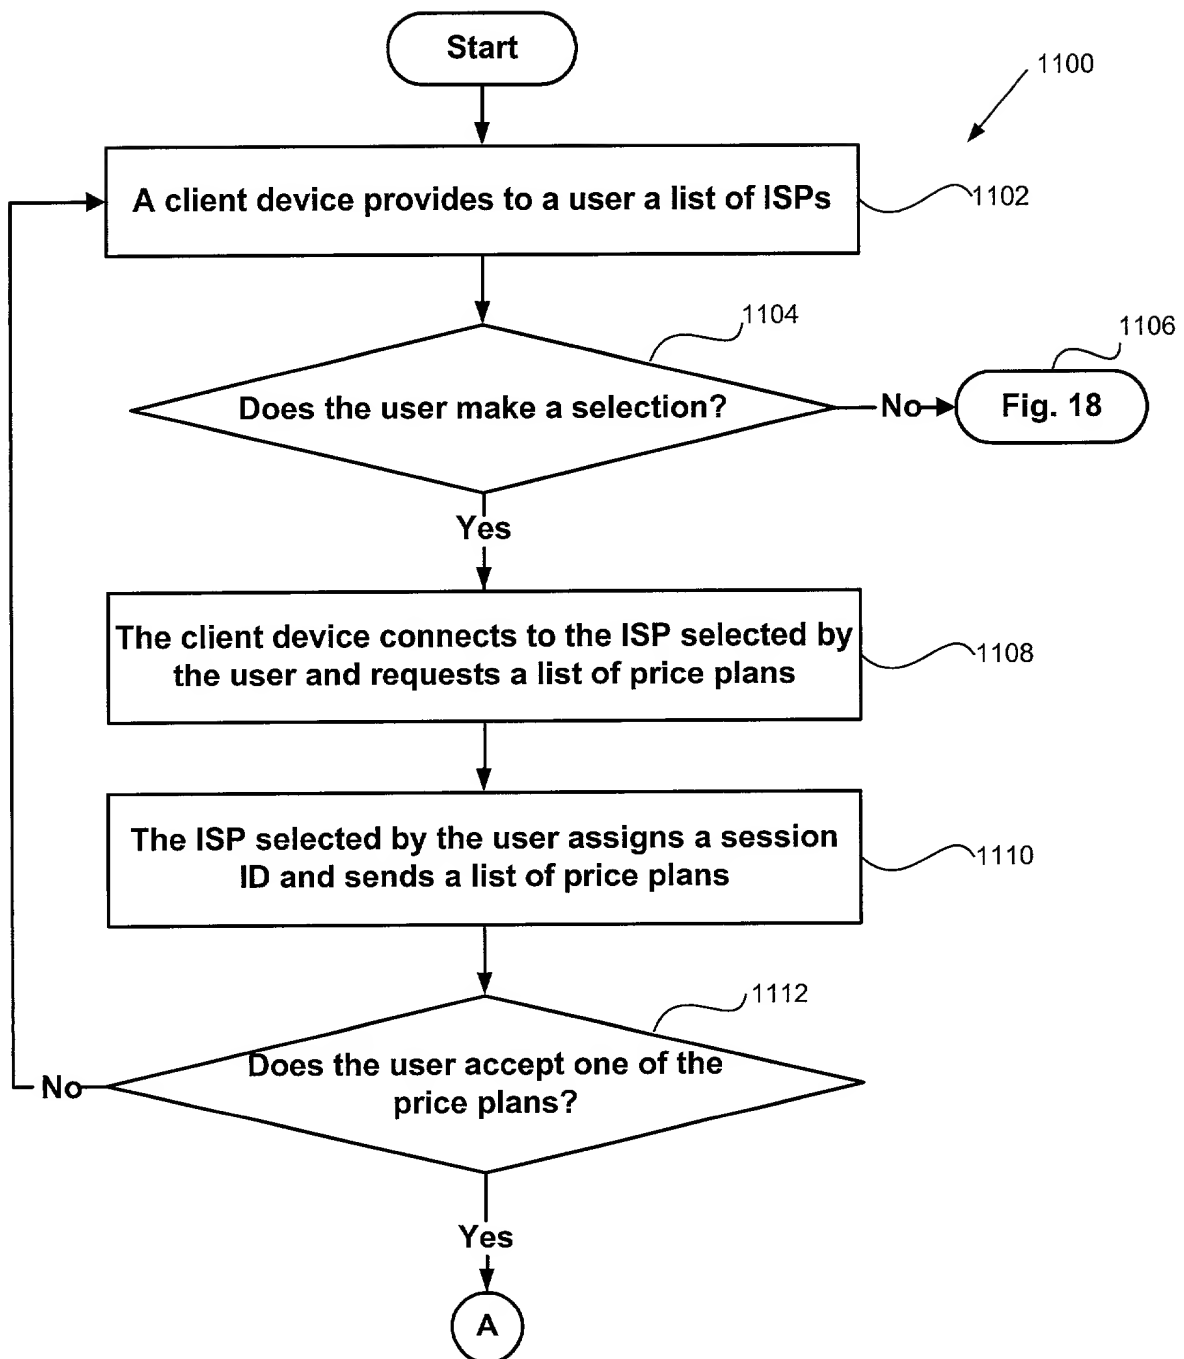 Start
1100
A client device provides to a user a list of ISPs
1102
1104
1106
Does the user make a selection?
No
Fig. 18
Yes
The client device connects to the ISP selected by
the user and requests a list of price plans
1108
The ISP selected by the user assigns a session
ID and sends a list of price plans
1110
1112
Does the user accept one of the
price plans?
No
Yes
A